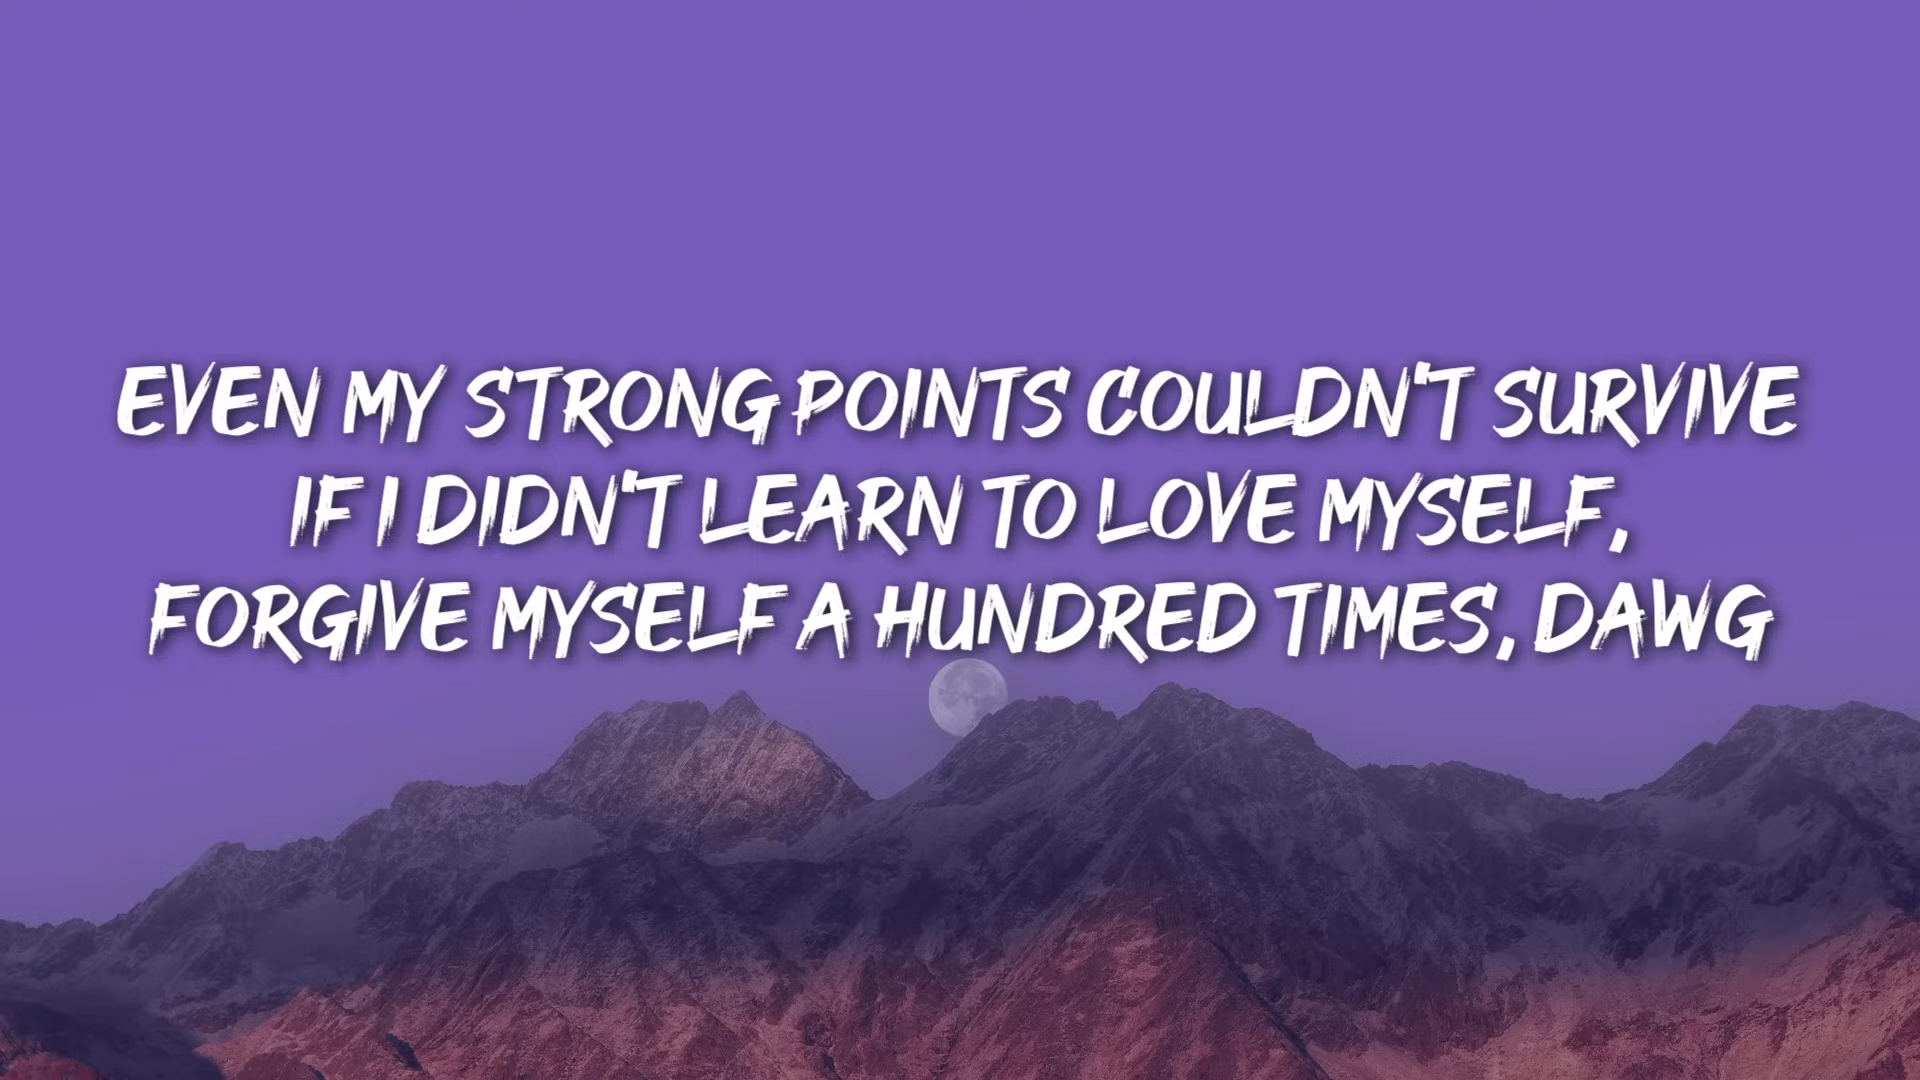 EVEN MY STRONG POINTS COULDN'T SURVIVE
IF I DIDN'T LEARN TO LOVE MYSELF,
FORGIVE MYSELF A HUNDRED TIMES, DAWG